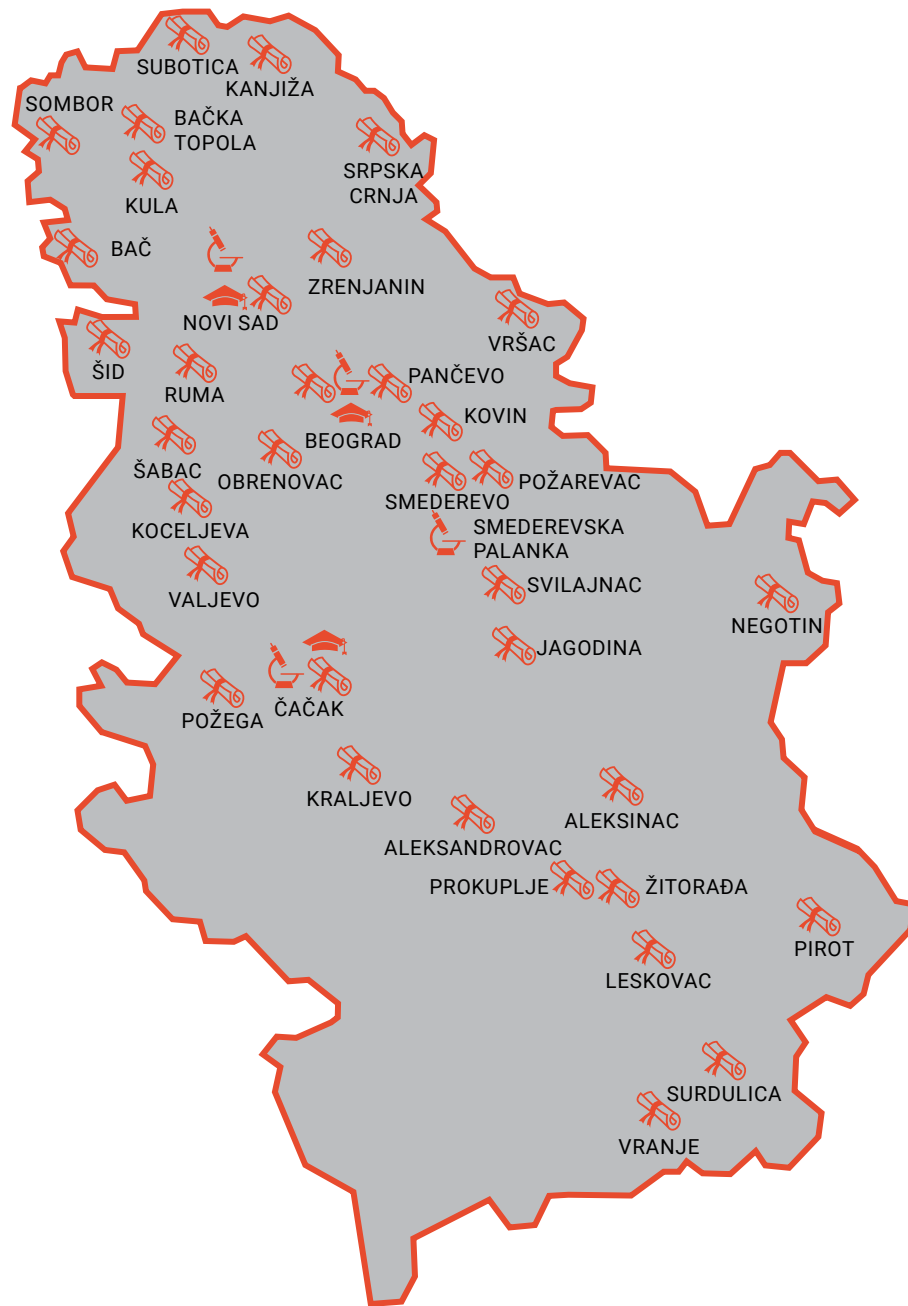 SUBOTICA
KANJIŽA
SOMBOR
BAČKA
TOPOLA
SRPSKA
CRNJA
KULA
BAČ
ZRENJANIN
NOVI SAD
VRŠAC
ŠID
RUMA
PANČEVO
KOVIN
BEOGRAD
ŠABAC
OBRENOVAC
SMEDEREVO
POŽAREVAC
KOCELJEVA
SMEDEREVSKA
PALANKA
VALJEVO
SVILAJNAC
NEGOTIN
JAGODINA
POŽEGA
ČAČAK
KRALJEVO
ALEKSINAC
ALEKSANDROVAC
PROKUPLJE
ŽITORAĐA
PIROT
LESKOVAC
SURDULICA
VRANJE